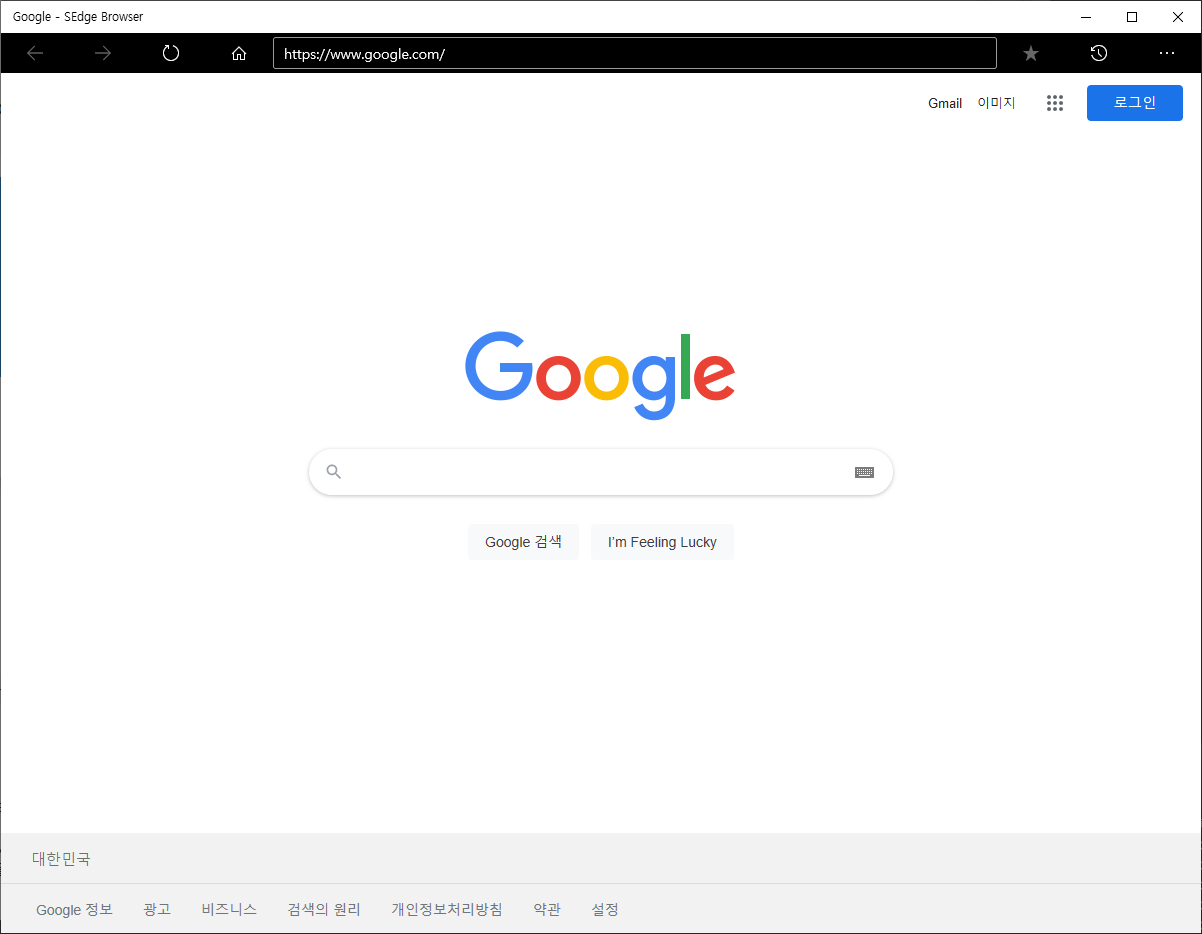 Google - SEdge Browser
https://www.google.com/
Gmail 이미지 로그인
Google
Google 검색 I'm Feeling Lucky
대한민국
Google 정보 광고 비즈니스 검색의 원리 개인정보처리방침 약관 설정